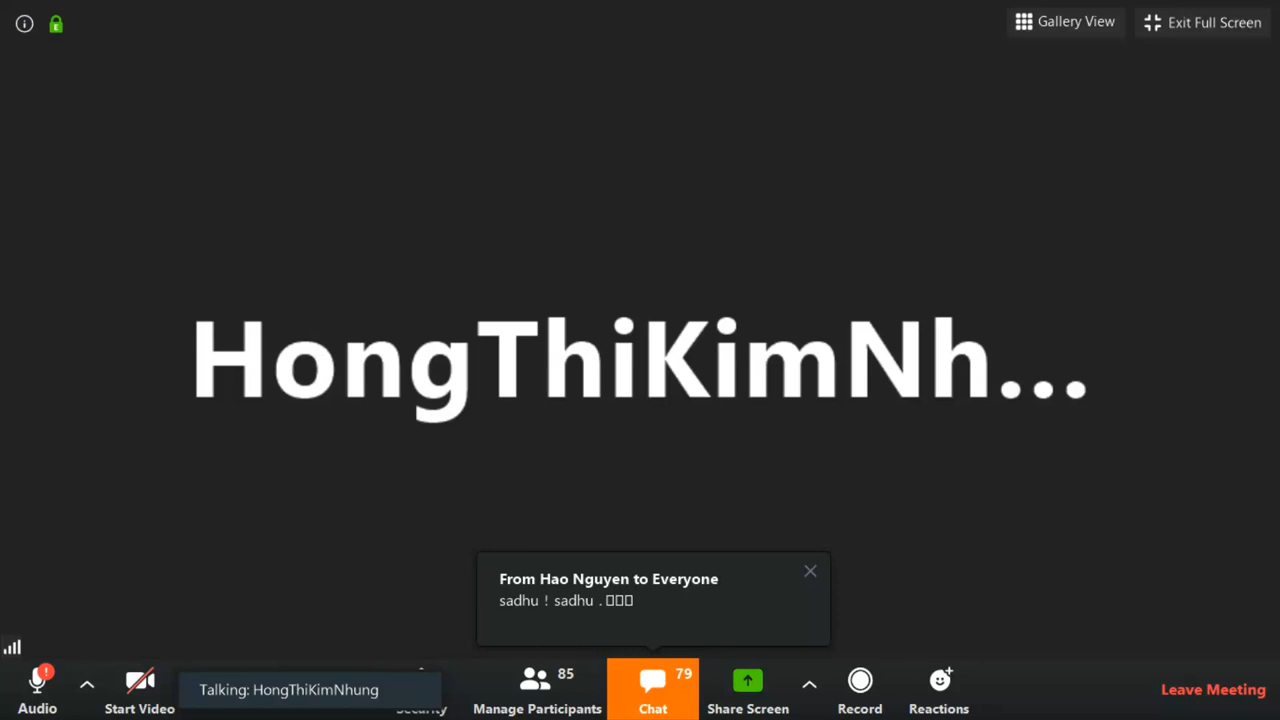 Gallery View
Exit Full Screen
HongThiKimNh...
From Hao Nguyen to Everyone
sadhu ! sadhu .
Talking: HongThiKimNhung
85
79
Audio
Start Video
Security
Manage Participants
Chat
Share Screen
Record
Reactions
Leave Meeting